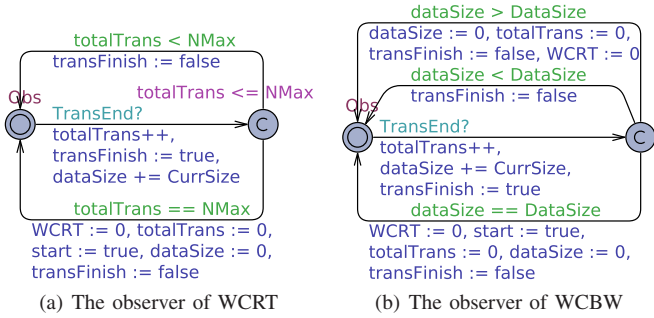 totalTrans < NMax
transFinish := false
totalTrans <= NMax
Obs
TransEnd?
totalTrans++,
transFinish := true,
dataSize += CurrSize
C
totalTrans == NMax
WCRT := 0, totalTrans := 0,
start := true, dataSize := 0,
transFinish := false
(a) The observer of WCRT
dataSize > DataSize
dataSize := 0, totalTrans := 0,
transFinish := false, WCRT := 0
dataSize < DataSize
transFinish := false
Obs
TransEnd?
totalTrans++,
dataSize += CurrSize,
transFinish := true
C
dataSize == DataSize
WCRT := 0, start := true,
totalTrans := 0, dataSize := 0,
transFinish := false
(b) The observer of WCBW